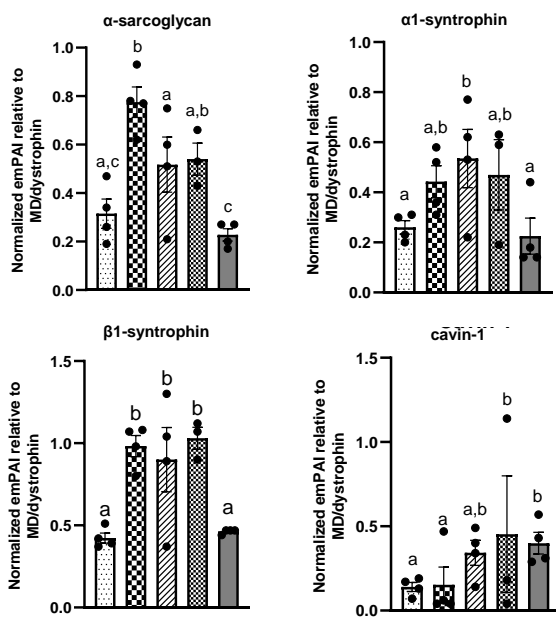 α-sarcoglycan
Normalized emPAI relative to
MD/dystrophin
1.0
0.8
0.6
0.4
0.2
0.0
a,c
b
a
a,b
c
α1-syntrophin
Normalized emPAI relative to
MD/dystrophin
1.0
0.8
0.6
0.4
0.2
0.0
a
a,b
b
a,b
a
β1-syntrophin
Normalized emPAI relative to
MD/dystrophin
1.5
1.0
0.5
0.0
a
b
b
b
a
cavin-1
Normalized emPAI relative to
MD/dystrophin
1.5
1.0
0.5
0.0
a
a
a,b
b
b